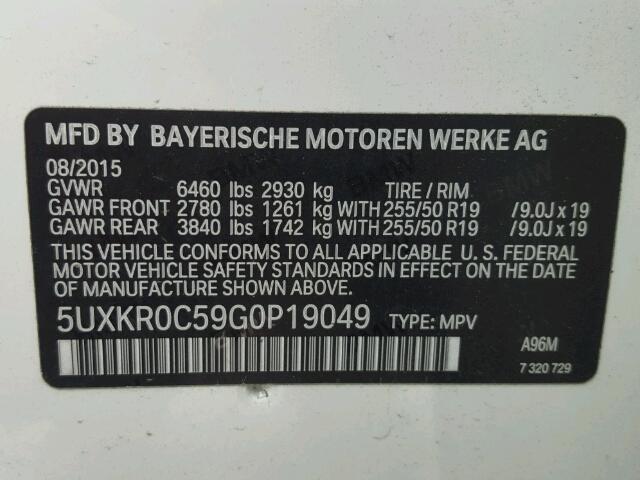 MFD BY BAYERISCHE MOTOREN WERKE AG
08/2015
GVWR 6460 lbs 2930 kg TIRE / RIM
GAWR FRONT 2780 lbs 1261 kg WITH 255/50 R19 /9.0J x 19
GAWR REAR 3840 lbs 1742 kg WITH 255/50 R19 /9.0J x 19
THIS VEHICLE CONFORMS TO ALL APPLICABLE U. S. FEDERAL
MOTOR VEHICLE SAFETY STANDARDS IN EFFECT ON THE
DATE OF MANUFACTURE SHOWN ABOVE.
5UXKR0C59G0P19049 TYPE: MPV
A96M
7 320 729